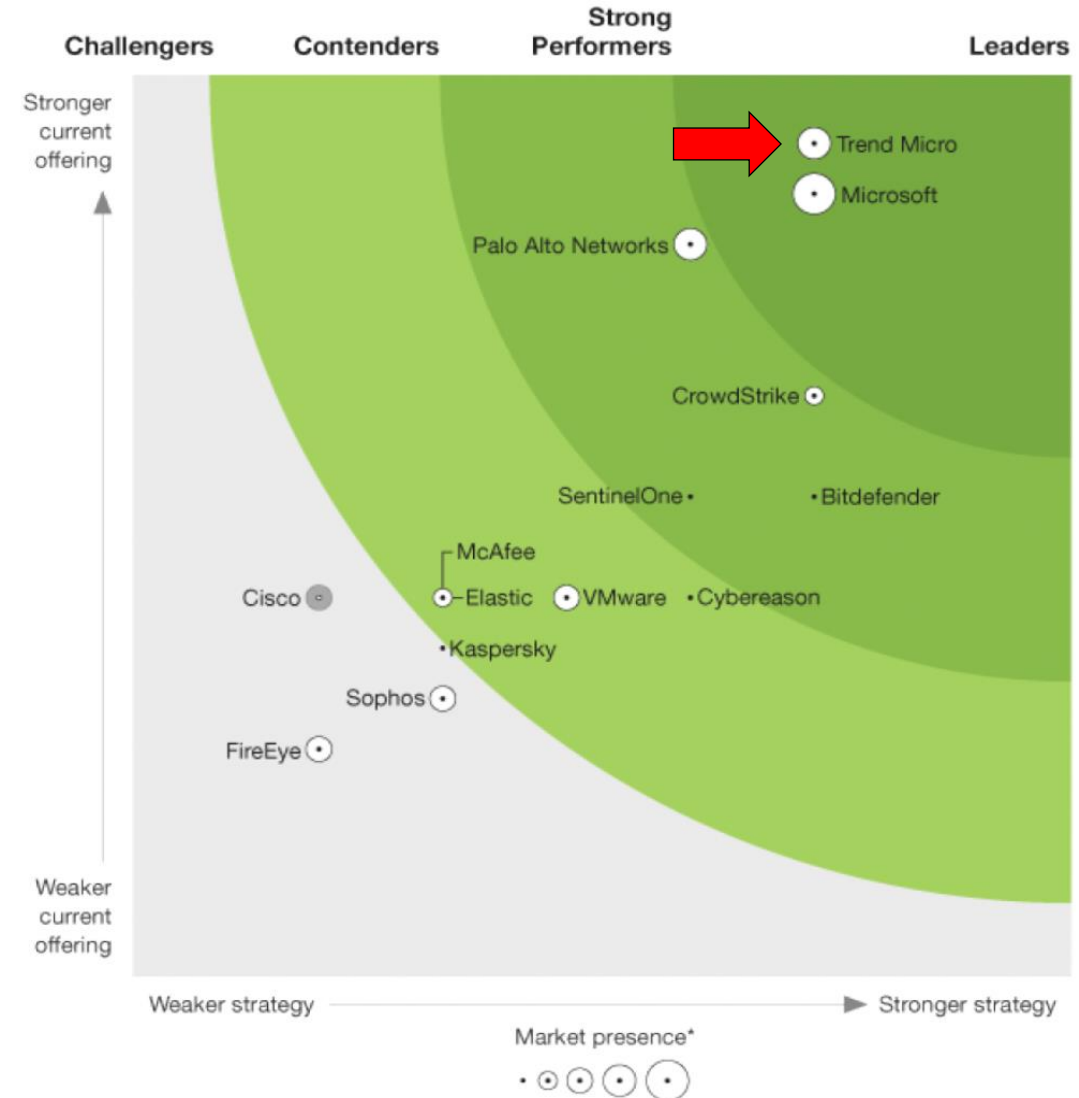 Strong
Challengers Contenders Performers Leaders
Stronger
current
offering
Trend Micro
Microsoft
Palo Alto Networks
CrowdStrike
SentinelOne
Bitdefender
McAfee
Cisco
Elastic
VMware
Cybereason
Kaspersky
Sophos
FireEye
Weaker
current
offering
Weaker strategy
Stronger strategy
Market presence*